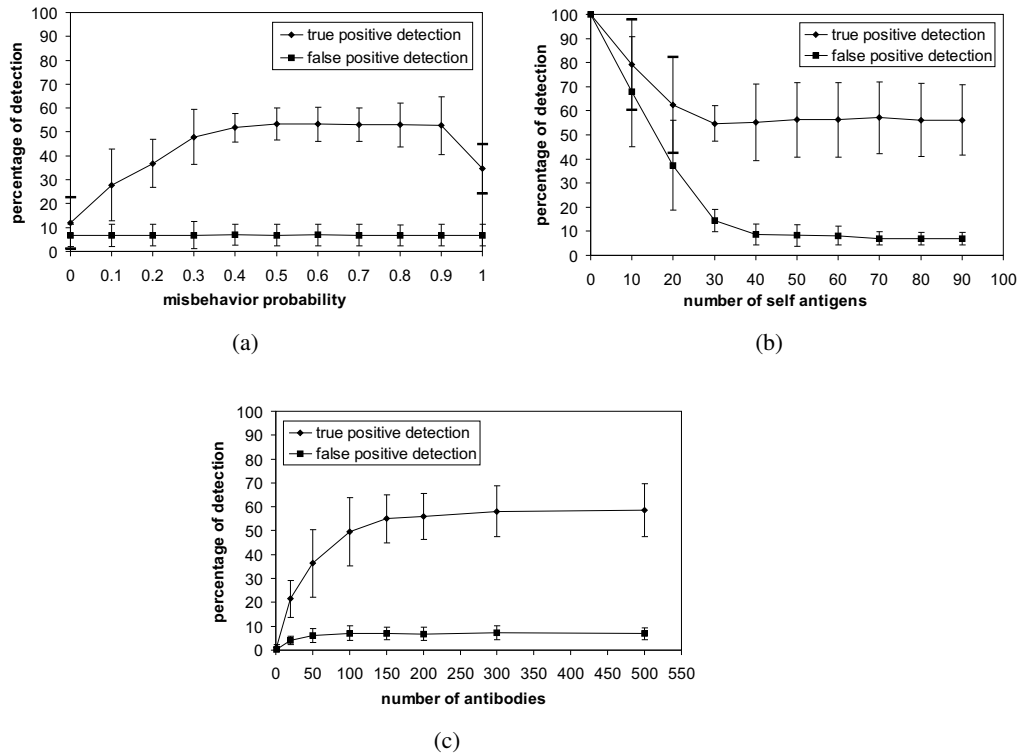 100
90
80
70
60
50
40
30
20
10
0
percentage of detection
true positive detection
false positive detection
0 0.1 0.2 0.3 0.4 0.5 0.6 0.7 0.8 0.9 1
misbehavior probability
(a)
100
90
80
70
60
50
40
30
20
10
0
percentage of detection
true positive detection
false positive detection
0 10 20 30 40 50 60 70 80 90 100
number of self antigens
(b)
100
90
80
70
60
50
40
30
20
10
0
percentage of detection
true positive detection
false positive detection
0 50 100 150 200 250 300 350 400 450 500 550
number of antibodies
(c)